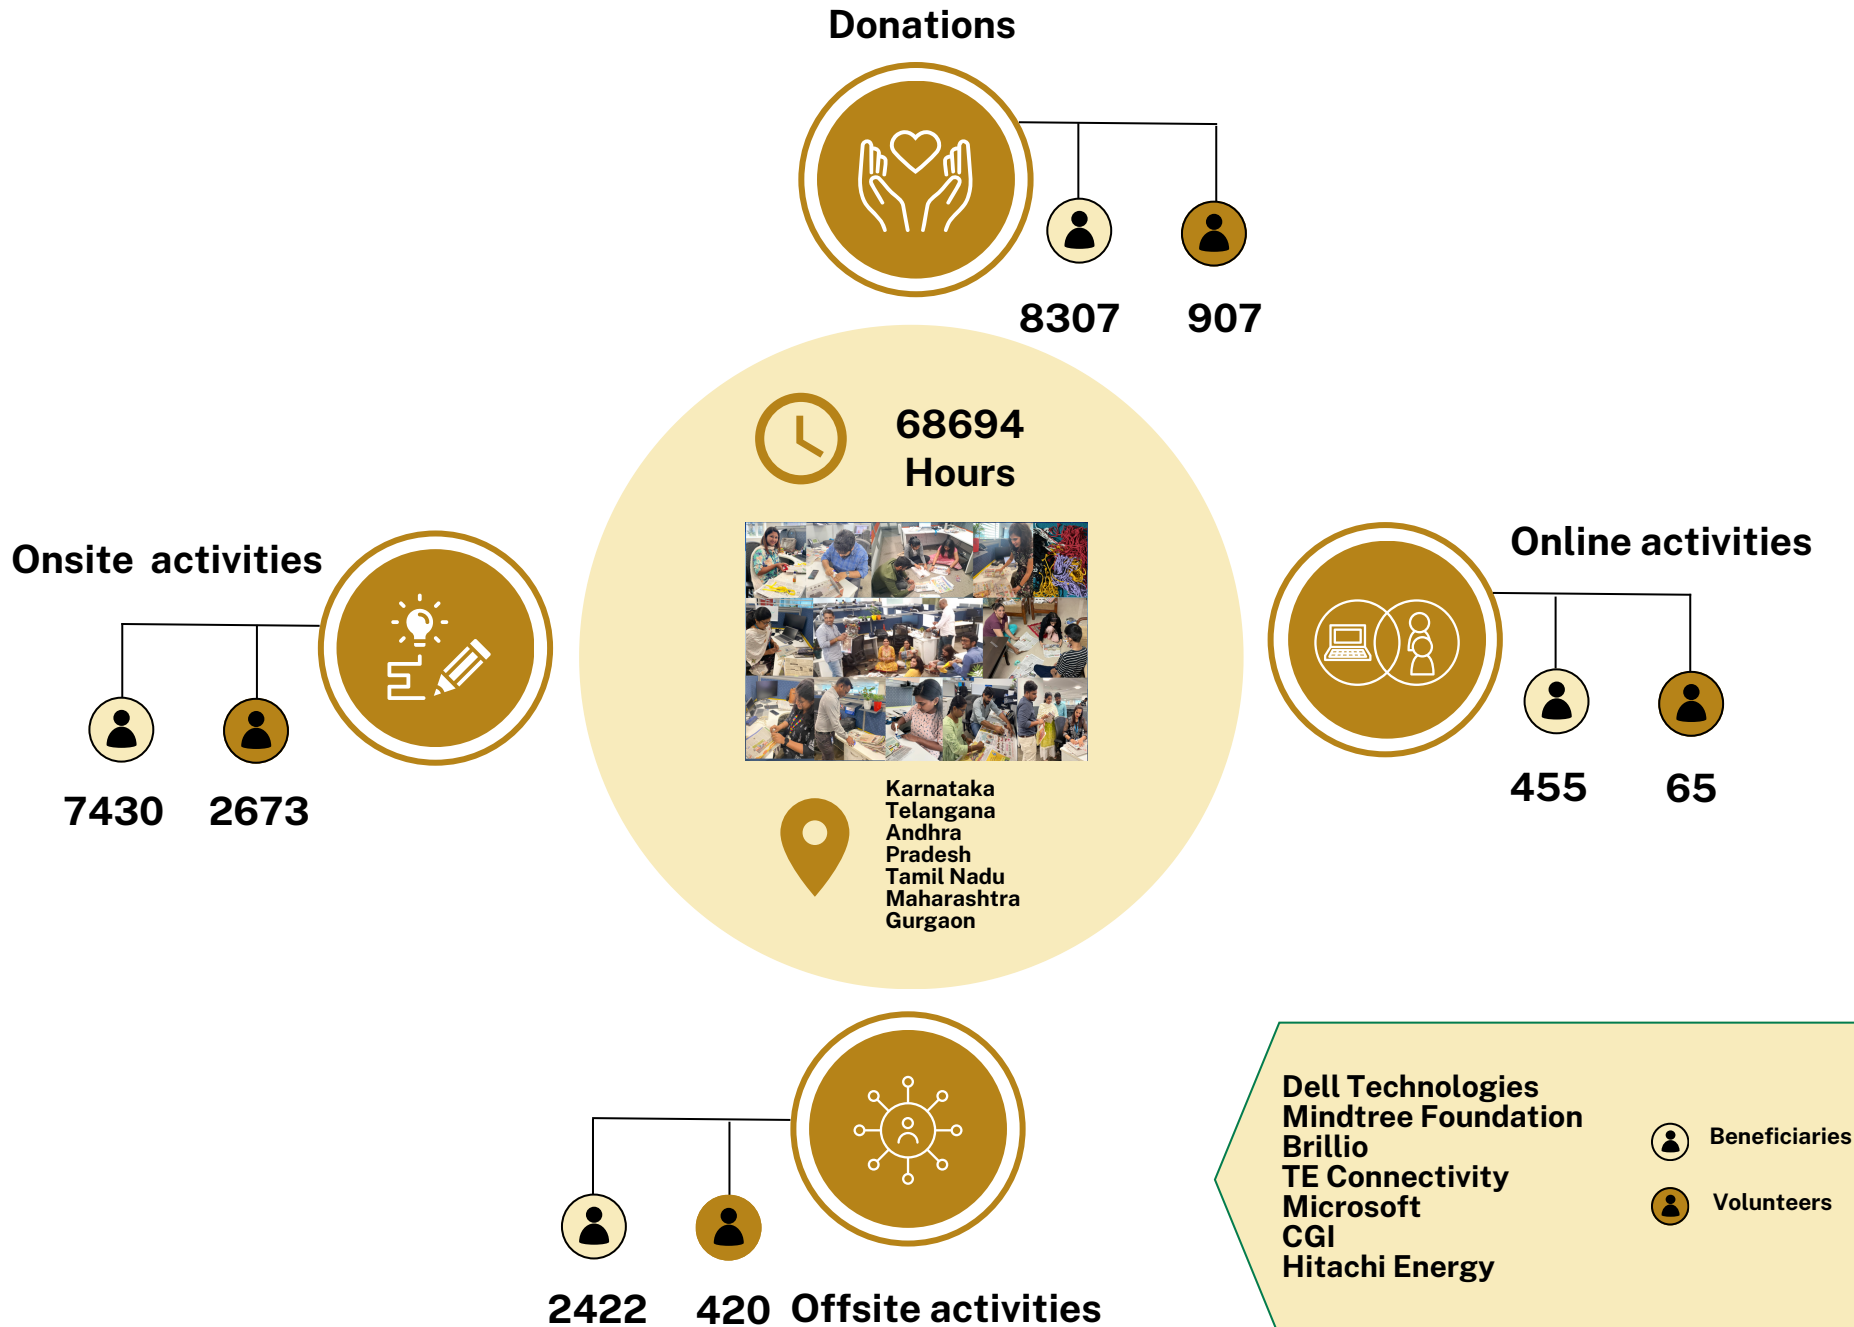 Donations
8307
907
68694
Hours
Onsite activities
7430
2673
Online activities
455
65
Karnataka
Telangana
Andhra
Pradesh
Tamil Nadu
Maharashtra
Gurgaon
2422
420
Offsite activities
Dell Technologies
Mindtree Foundation
Brillio
TE Connectivity
Microsoft
CGI
Hitachi Energy
Beneficiaries
Volunteers